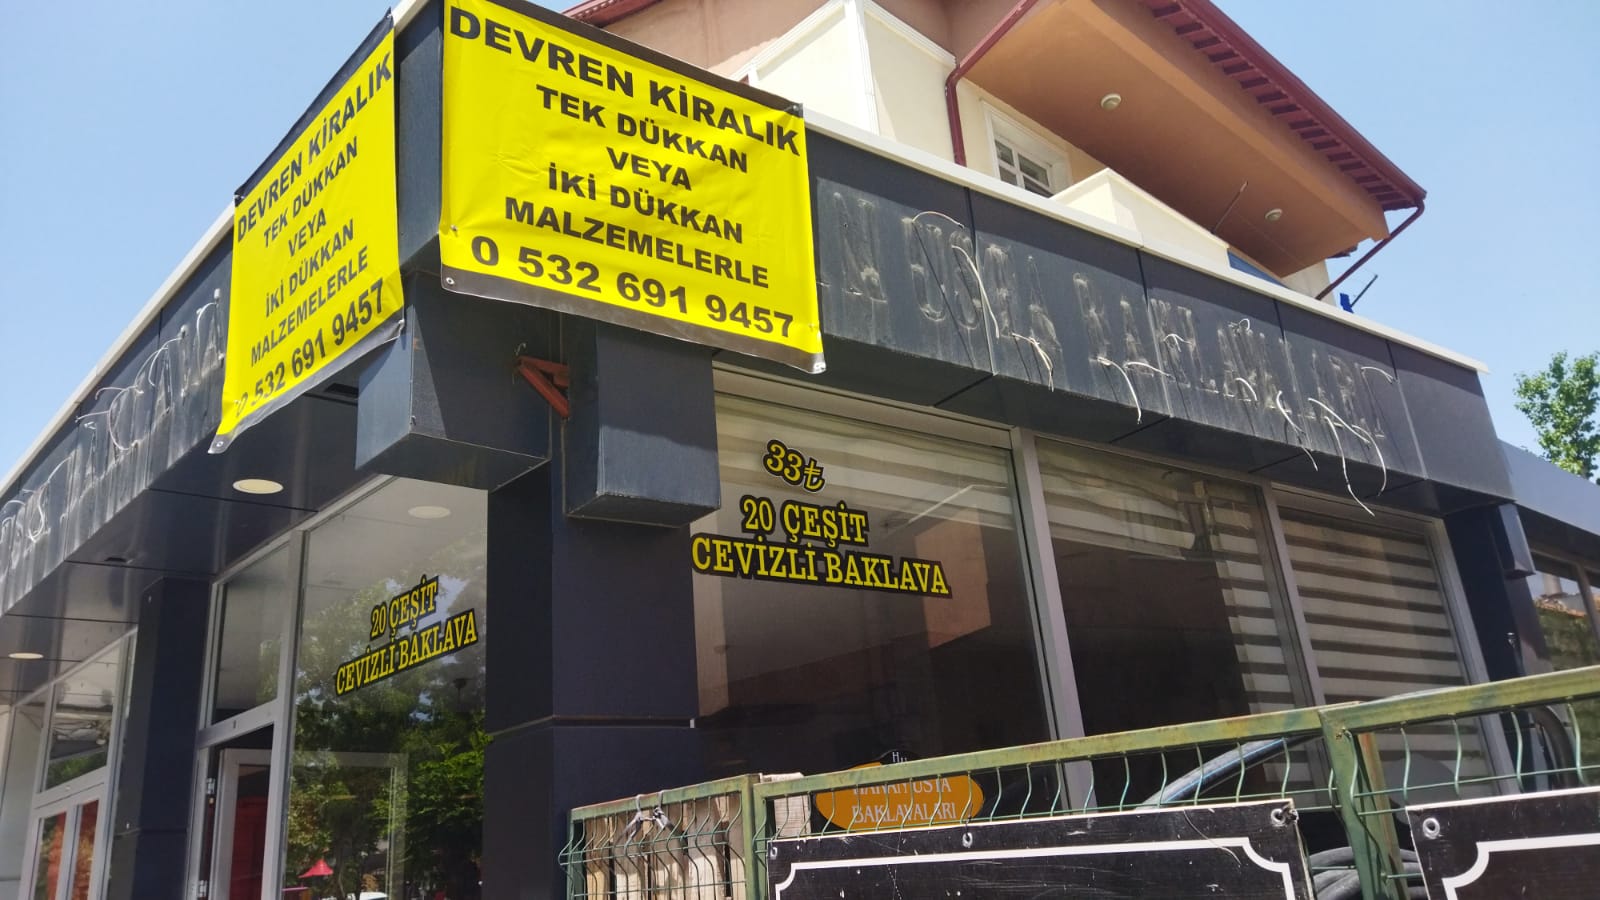 DEVREN KİRALIK
TEK DÜKKAN
VEYA
İKİ DÜKKAN
MALZEMELERLE
0 532 691 9457
DEVREN KİRALIK
TEK DÜKKAN
VEYA
İKİ DÜKKAN
MALZEMELERLE
0 532 691 9457
N USTA BAKLAVALARI
33₺
20 ÇEŞİT
CEVİZLİ BAKLAVA
20 ÇEŞİT
CEVİZLİ BAKLAVA
USTA
BAKLAVALARI